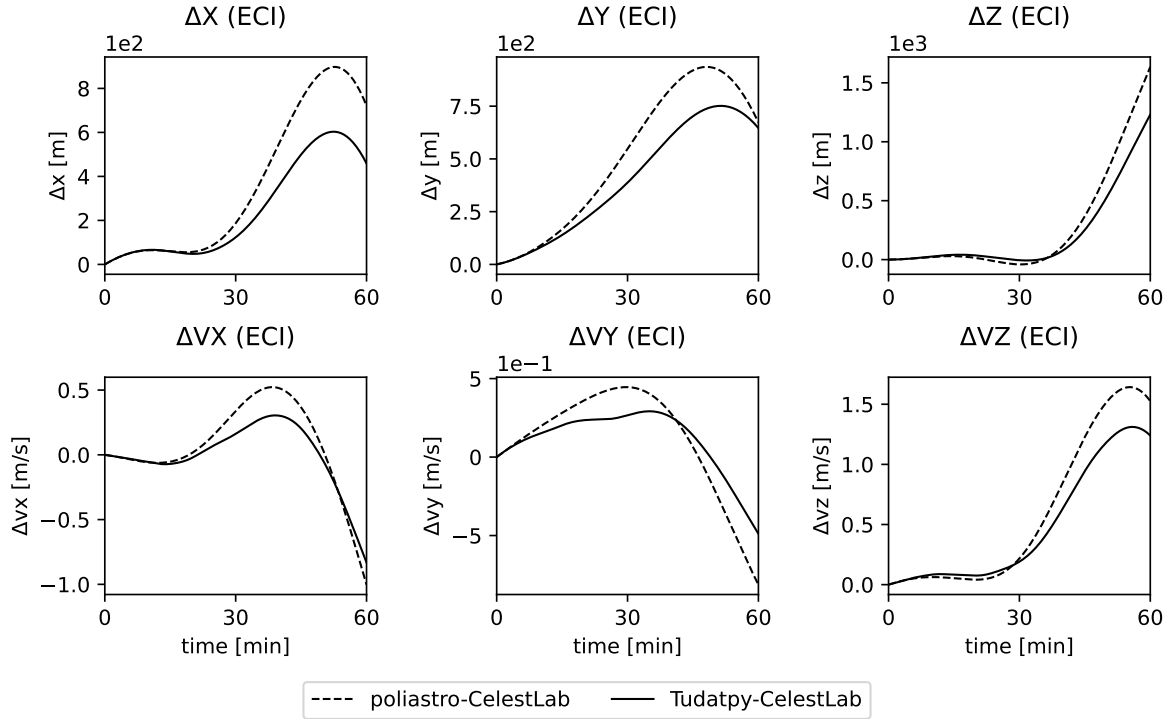 ΔX (ECI)
ΔY (ECI)
ΔZ (ECI)
1e2
1e2
1e3
Δx [m]
8
6
4
2
0
0 30 60
Δy [m]
7.5
5.0
2.5
0.0
0 30 60
Δz [m]
1.5
1.0
0.5
0.0
0 30 60
ΔVX (ECI)
ΔVY (ECI)
ΔVZ (ECI)
1e−1
Δvx [m/s]
0.5
0.0
−0.5
−1.0
0 30 60
time [min]
Δvy [m/s]
5
0
−5
0 30 60
time [min]
Δvz [m/s]
1.5
1.0
0.5
0.0
0 30 60
time [min]
poliastro-CelestLab
Tudatpy-CelestLab